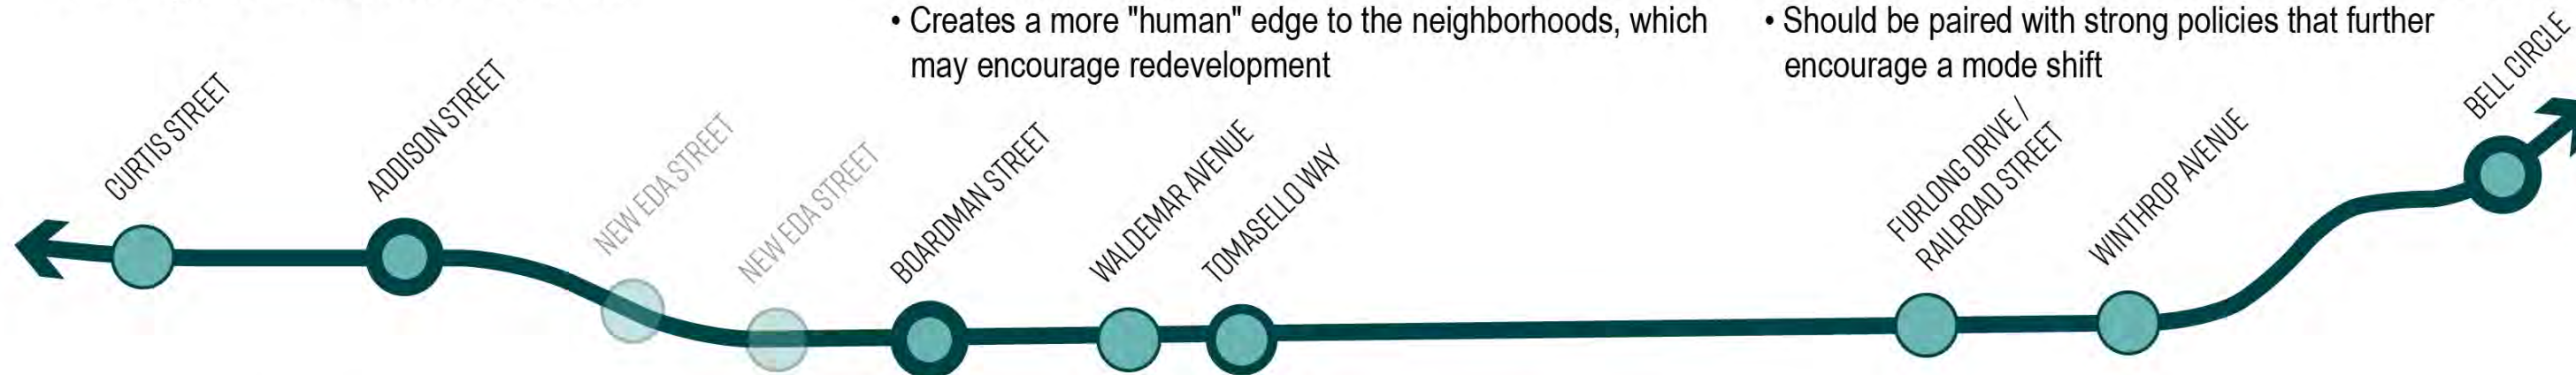 • Creates a more "human" edge to the neighborhoods, which
may encourage redevelopment
• Should be paired with strong policies that further
encourage a mode shift
CURTIS STREET
ADDISON STREET
NEW EDA STREET
NEW EDA STREET
BOARDMAN STREET
WALDEMAR AVENUE
TOMASELLO WAY
FURLONG DRIVE /
RAILROAD STREET
WINTHROP AVENUE
BELL CIRCLE